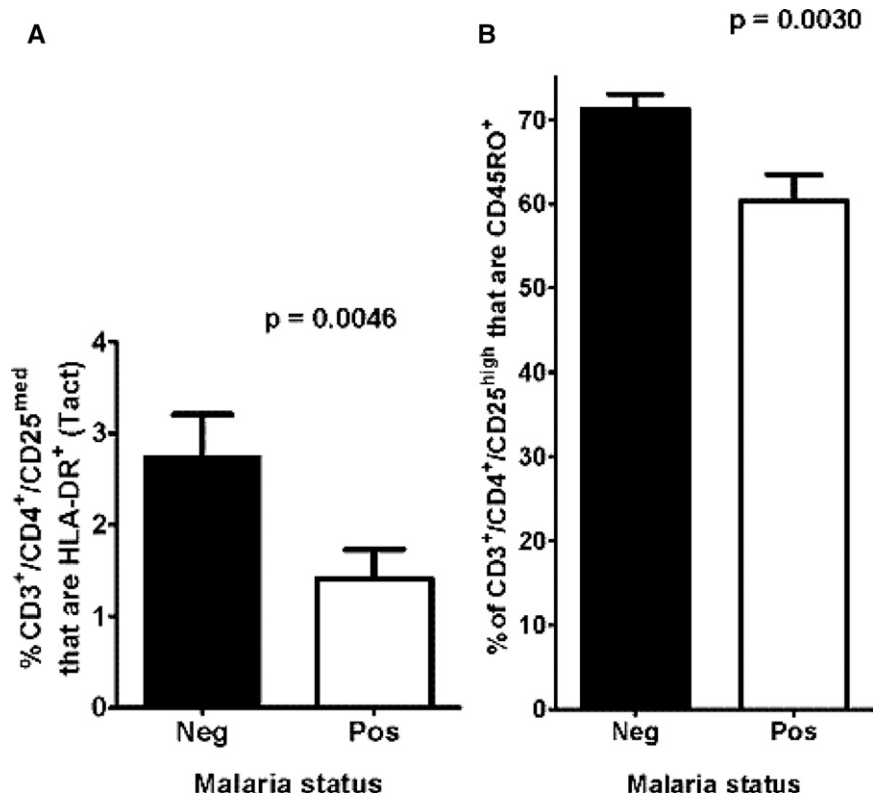 A
p = 0.0046
% CD3⁺/CD4⁺/CD25ᵐᵉᵈ
that are HLA-DR⁺ (Tact)
4
3
2
1
0
Neg Pos
Malaria status
B
p = 0.0030
% of CD3⁺/CD4⁺/CD25ʰⁱᵍʰ that are CD45RO⁺
70
60
50
40
30
20
10
0
Neg Pos
Malaria status